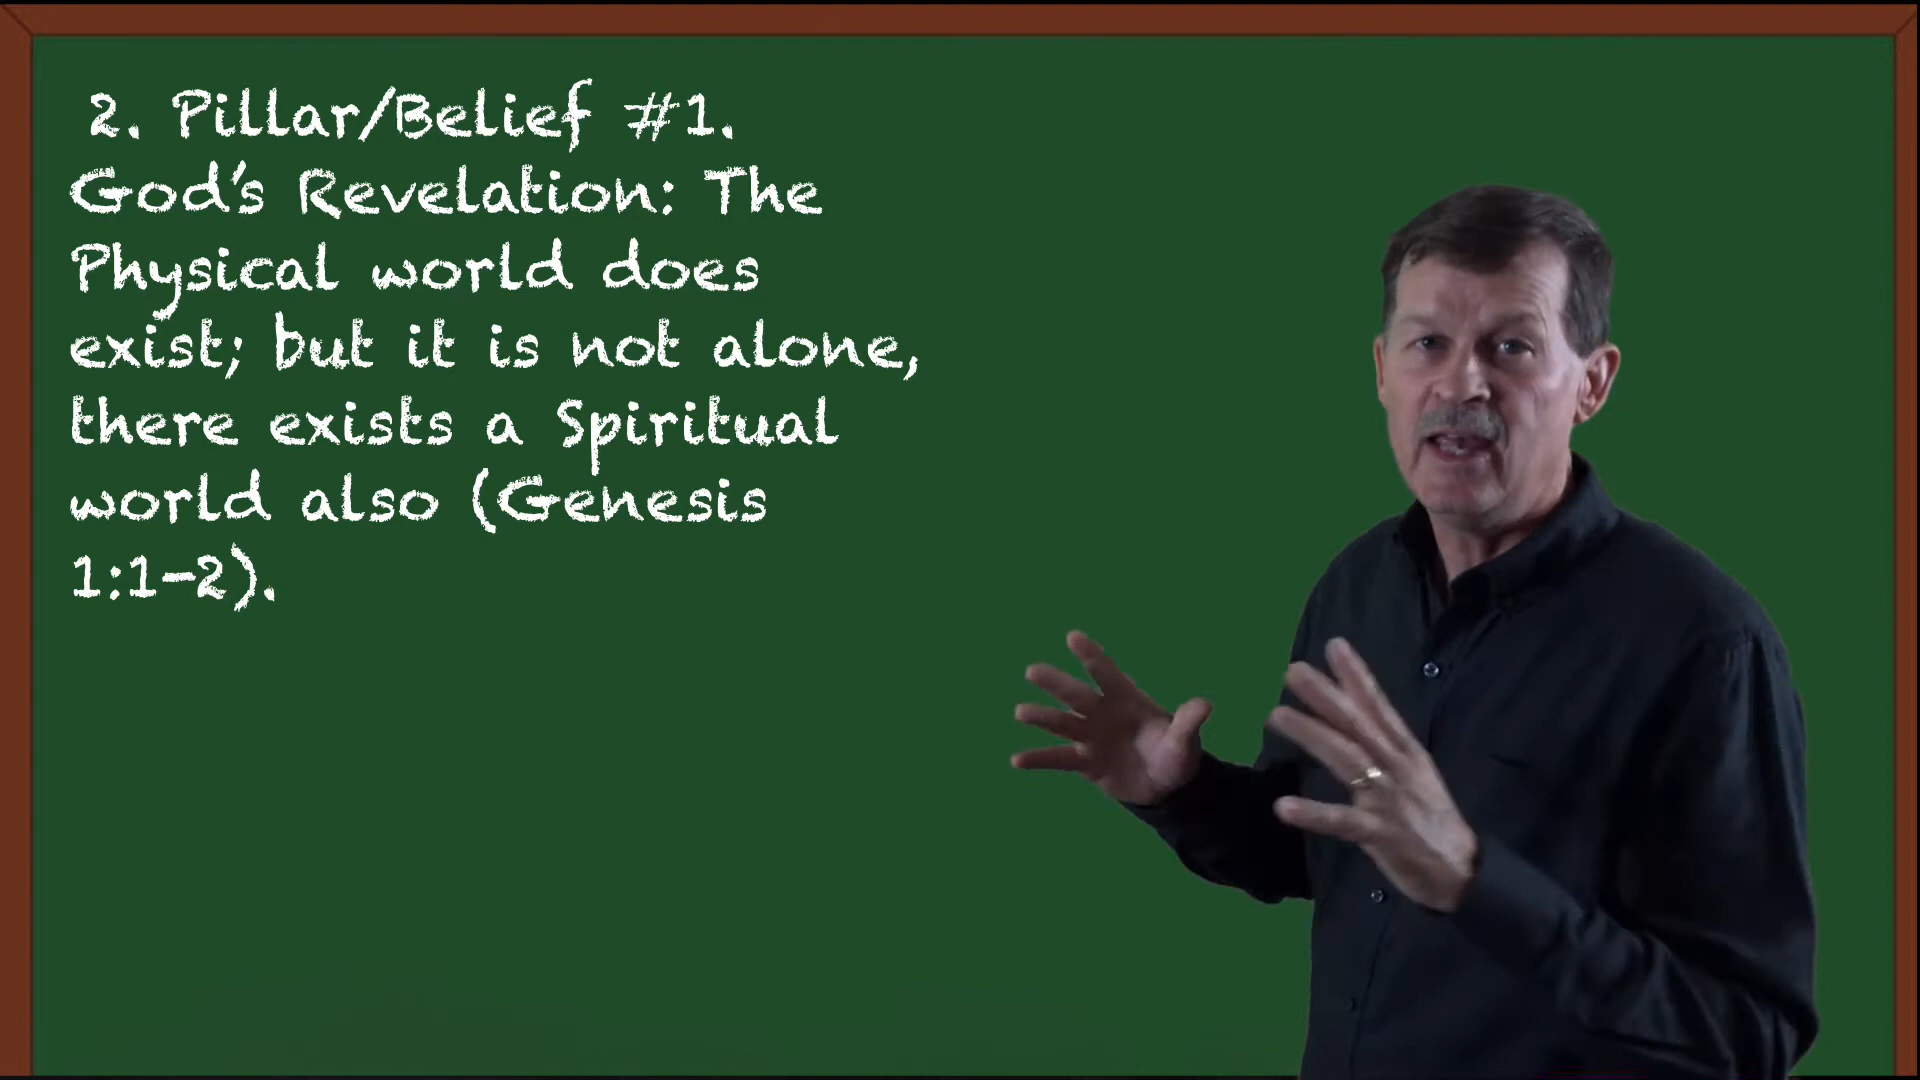 2. Pillar/Belief #1.
God's Revelation: The
Physical world does
exist; but it is not alone,
there exists a Spiritual
world also (Genesis
1:1-2).